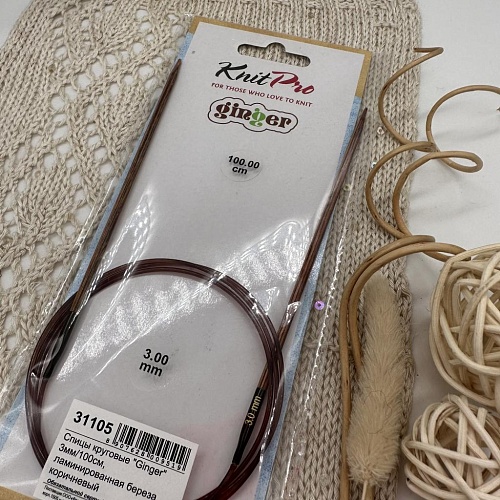 KnitPro
FOR THOSE WHO LOVE TO KNIT
ginger
100.00
cm
3.00
mm
3.0 mm
31105
Спицы круговые "Ginger"
3мм/100см,
ламинированная береза
коричневый